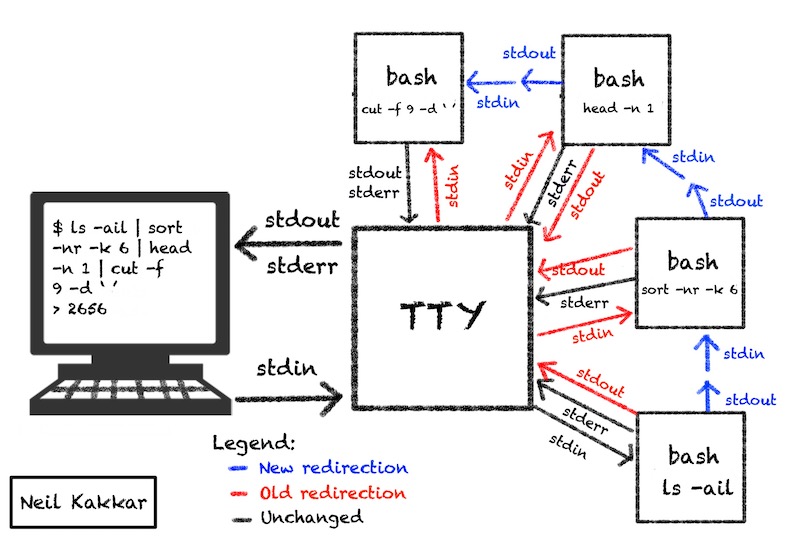 $ ls -ail | sort
-nr -k 6 | head
-n 1 | cut -f
9 -d ‘ ‘
> 2656
stdout
stderr
stdin
TTY
bash
cut -f 9 -d ‘ ‘
stdout
stderr
stdin
stdout
stdin
bash
head -n 1
stdin
stderr
stdout
stdin
stdout
bash
sort -nr -k 6
stdout
stderr
stdin
stdin
stdout
bash
ls -ail
stdout
stderr
stdin
Legend:
New redirection
Old redirection
Unchanged
Neil Kakkar